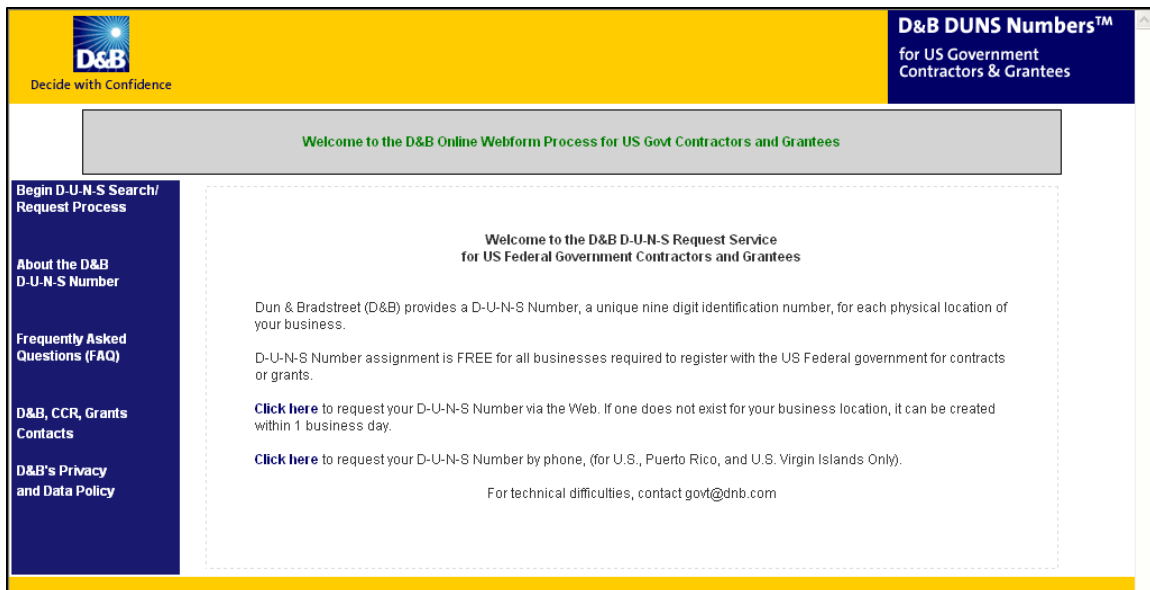 D&B
Decide with Confidence
D&B DUNS Numbers™
for US Government
Contractors & Grantees
Welcome to the D&B Online Webform Process for US Govt Contractors and Grantees
Begin D-U-N-S Search/
Request Process
About the D&B
D-U-N-S Number
Frequently Asked
Questions (FAQ)
D&B, CCR, Grants
Contacts
D&B's Privacy
and Data Policy
Welcome to the D&B D-U-N-S Request Service
for US Federal Government Contractors and Grantees
Dun & Bradstreet (D&B) provides a D-U-N-S Number, a unique nine digit identification number, for each physical location of
your business.
D-U-N-S Number assignment is FREE for all businesses required to register with the US Federal government for contracts
or grants.
Click here to request your D-U-N-S Number via the Web. If one does not exist for your business location, it can be created
within 1 business day.
Click here to request your D-U-N-S Number by phone, (for U.S., Puerto Rico, and U.S. Virgin Islands Only).
For technical difficulties, contact govt@dnb.com